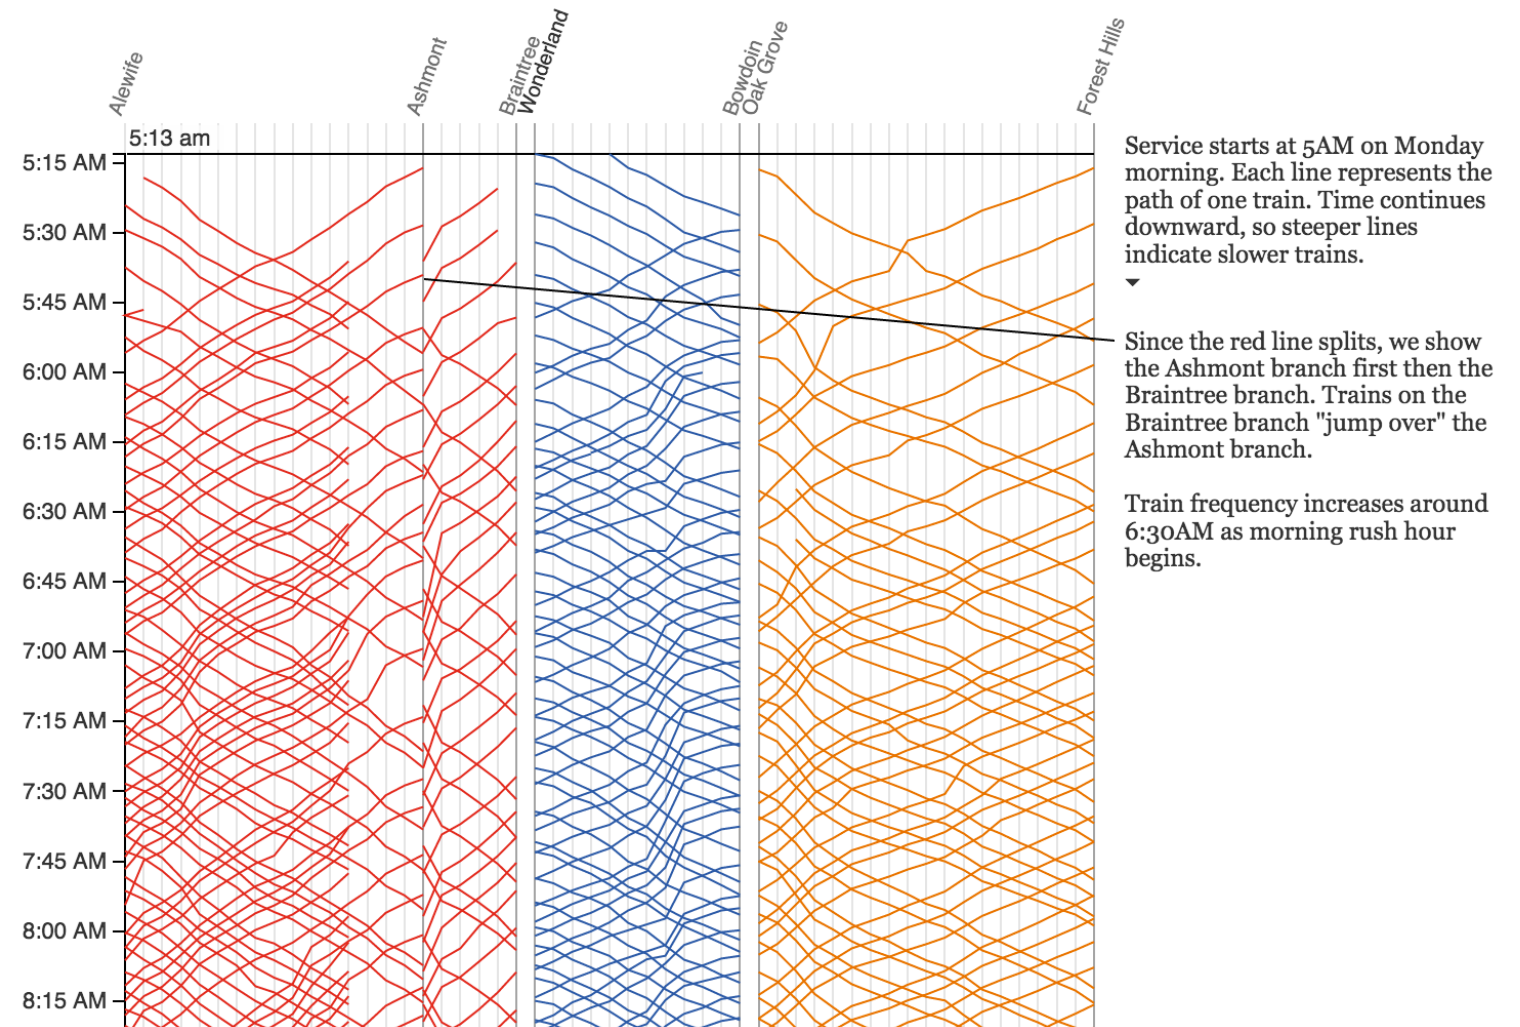 Alewife
Ashmont
Braintree
Wonderland
Bowdoin
Oak Grove
Forest Hills
5:13 am
5:15 AM
5:30 AM
5:45 AM
6:00 AM
6:15 AM
6:30 AM
6:45 AM
7:00 AM
7:15 AM
7:30 AM
7:45 AM
8:00 AM
8:15 AM
Service starts at 5AM on Monday
morning. Each line represents the
path of one train. Time continues
downward, so steeper lines
indicate slower trains.
Since the red line splits, we show
the Ashmont branch first then the
Braintree branch. Trains on the
Braintree branch "jump over" the
Ashmont branch.
Train frequency increases around
6:30AM as morning rush hour
begins.